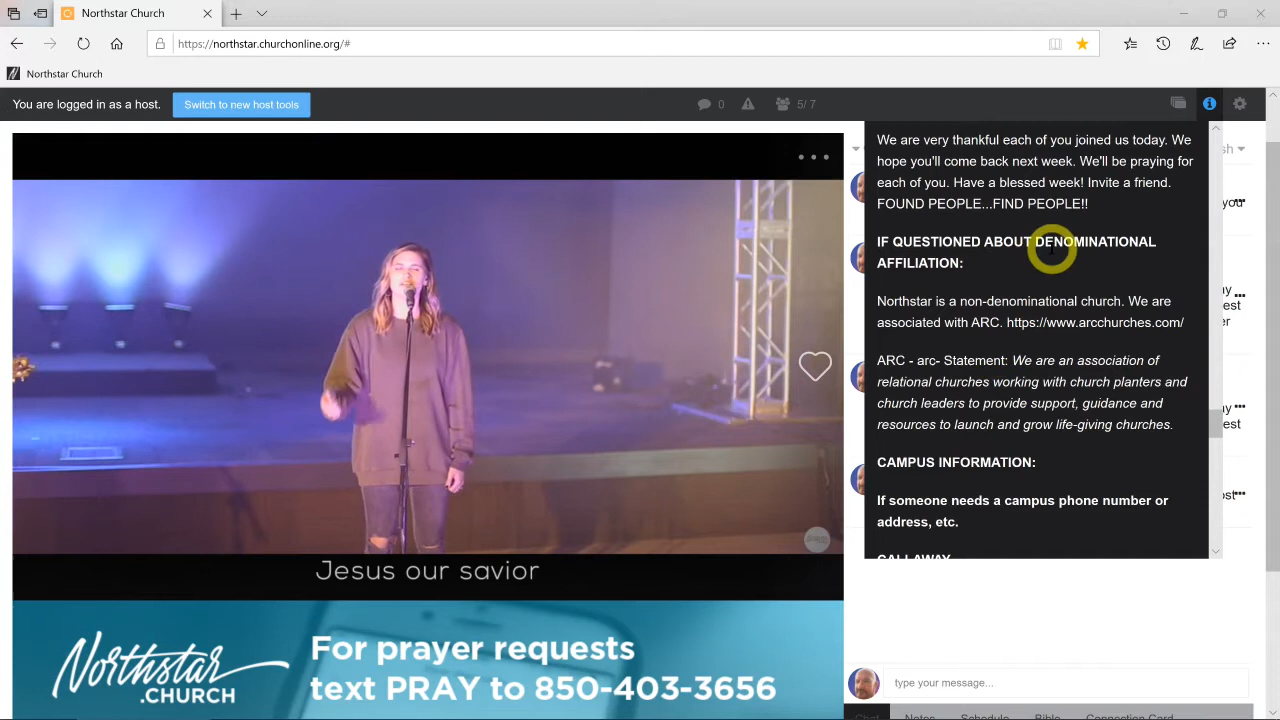 Northstar Church
https://northstar.churchonline.org/#
Northstar Church
You are logged in as a host.
Switch to new host tools
0
5/ 7
We are very thankful each of you joined us today. We
hope you'll come back next week. We'll be praying for
each of you. Have a blessed week! Invite a friend.
FOUND PEOPLE...FIND PEOPLE!!
IF QUESTIONED ABOUT DENOMINATIONAL
AFFILIATION:
Northstar is a non-denominational church. We are
associated with ARC. https://www.arcchurches.com/
ARC - arc- Statement: We are an association of
relational churches working with church planters and
church leaders to provide support, guidance and
resources to launch and grow life-giving churches.
CAMPUS INFORMATION:
If someone needs a campus phone number or
address, etc.
CALLAWAY
Jesus our savior
Northstar
.CHURCH
For prayer requests
text PRAY to 850-403-3656
type your message...
Chat
Notes
Schedule
Bible
Connection Card